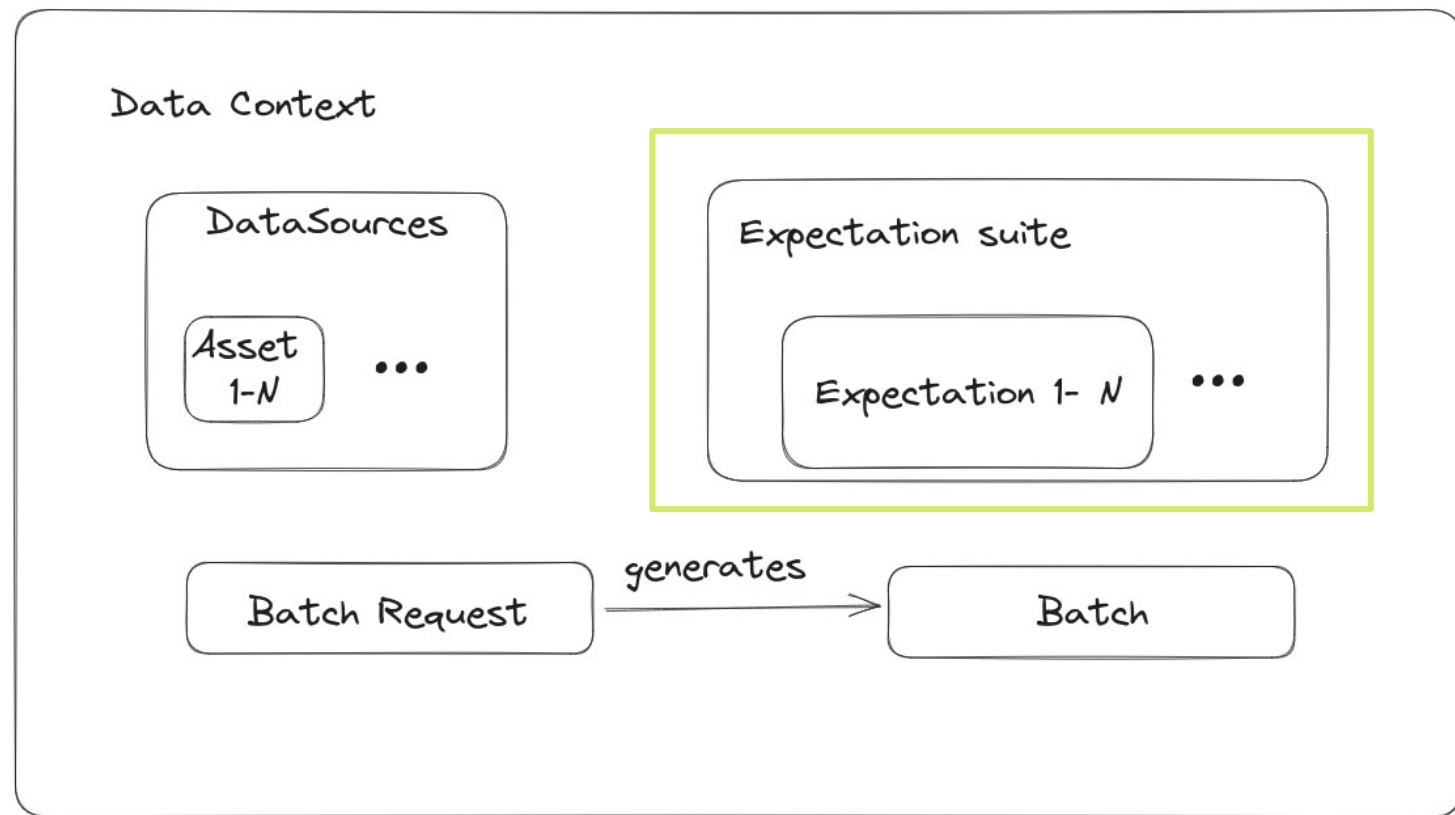 Data Context
DataSources
Asset
1-N
•••
Expectation suite
Expectation 1- N
•••
generates
Batch Request
Batch